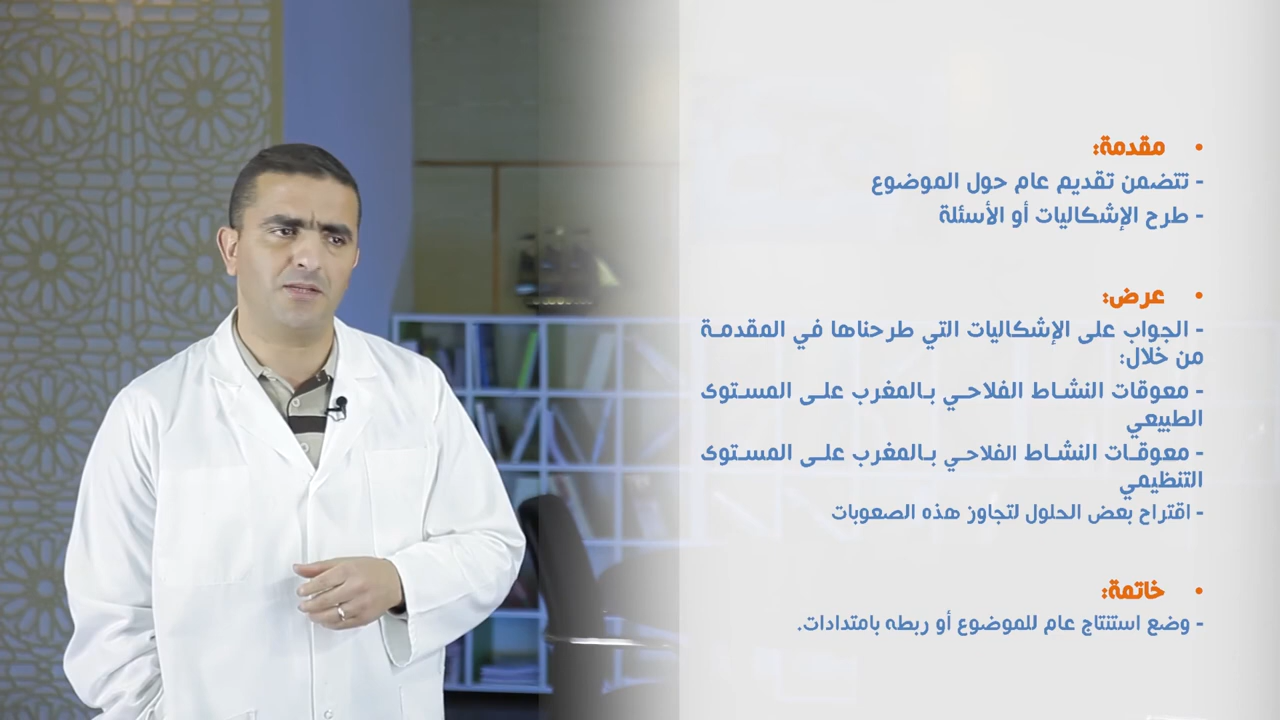 • مقدمة:
- تتضمن تقديم عام حول الموضوع
- طرح الإشكاليات أو الأسئلة
• عرض:
- الجواب على الإشكاليات التي طرحناها في المقدمة
من خلال:
- معوقات النشاط الفلاحي بالمغرب على المستوى
الطبيعي
- معوقات النشاط الفلاحي بالمغرب على المستوى
التنظيمي
- اقتراح بعض الحلول لتجاوز هذه الصعوبات
• خاتمة:
- وضع استنتاج عام للموضوع أو ربطه بامتدادات.